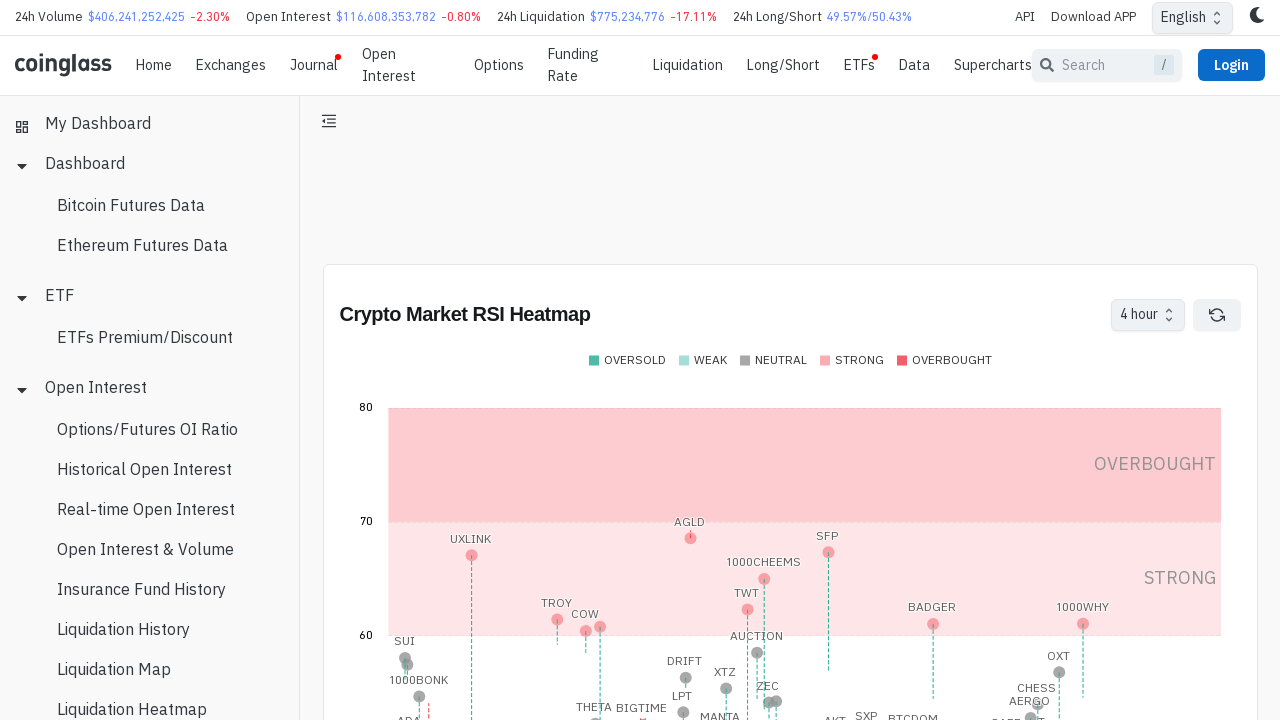 24h Volume $406,241,252,425 -2.30% Open Interest $116,608,353,782 -0.80% 24h Liquidation $775,234,776 -17.11% 24h Long/Short 49.57%/50.43% API Download APP English
coinglass Home Exchanges Journal Open Interest Options Funding Rate Liquidation Long/Short ETFs Data Supercharts Search / Login
My Dashboard
Dashboard
Bitcoin Futures Data
Ethereum Futures Data
ETF
ETFs Premium/Discount
Open Interest
Options/Futures OI Ratio
Historical Open Interest
Real-time Open Interest
Open Interest & Volume
Insurance Fund History
Liquidation History
Liquidation Map
Liquidation Heatmap
Crypto Market RSI Heatmap 4 hour
OVERSOLD WEAK NEUTRAL STRONG OVERBOUGHT
80
OVERBOUGHT
70
AGLD
UXLINK SFP
1000CHEEMS
STRONG
TWT
TROY BADGER 1000WHY
COW
60
SUI AUCTION
DRIFT OXT
XTZ
1000BONK ZEC CHESS
LPT AERGO
THETA BIGTIME
MANTA SXP BTCDOM
ADA AKT